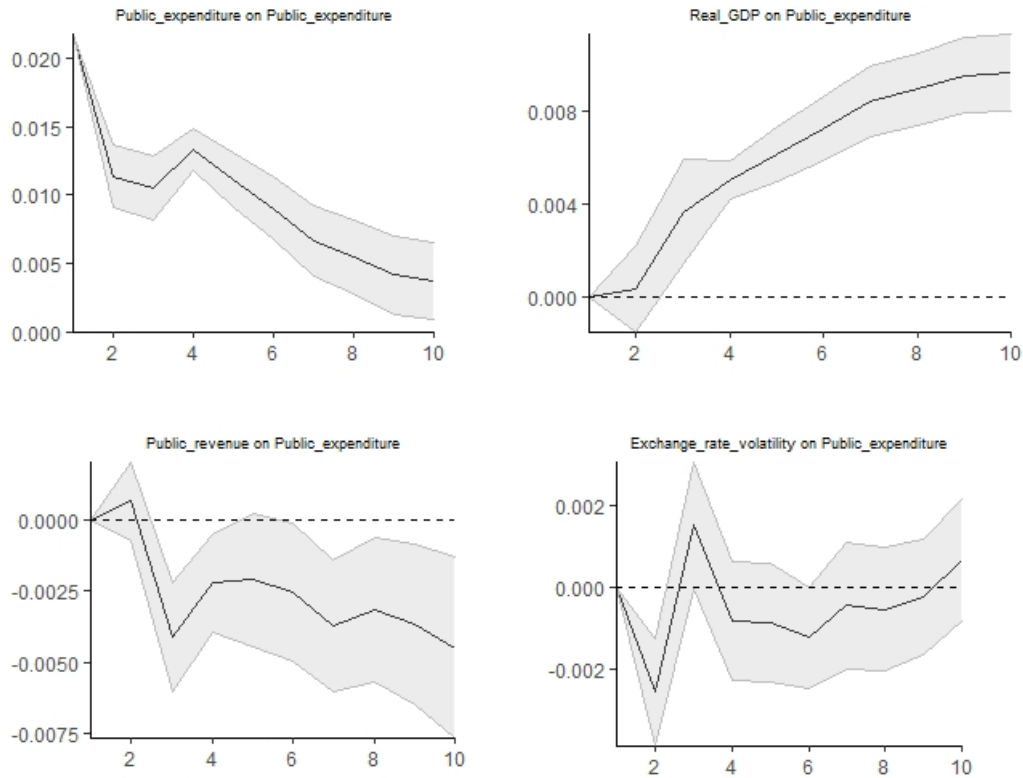 Public_expenditure on Public_expenditure
0.020
0.015
0.010
0.005
0.000
2 4 6 8 10
Real_GDP on Public_expenditure
0.008
0.004
0.000
2 4 6 8 10
Public_revenue on Public_expenditure
0.0000
-0.0025
-0.0050
-0.0075
2 4 6 8 10
Exchange_rate_volatility on Public_expenditure
0.002
0.000
-0.002
2 4 6 8 10